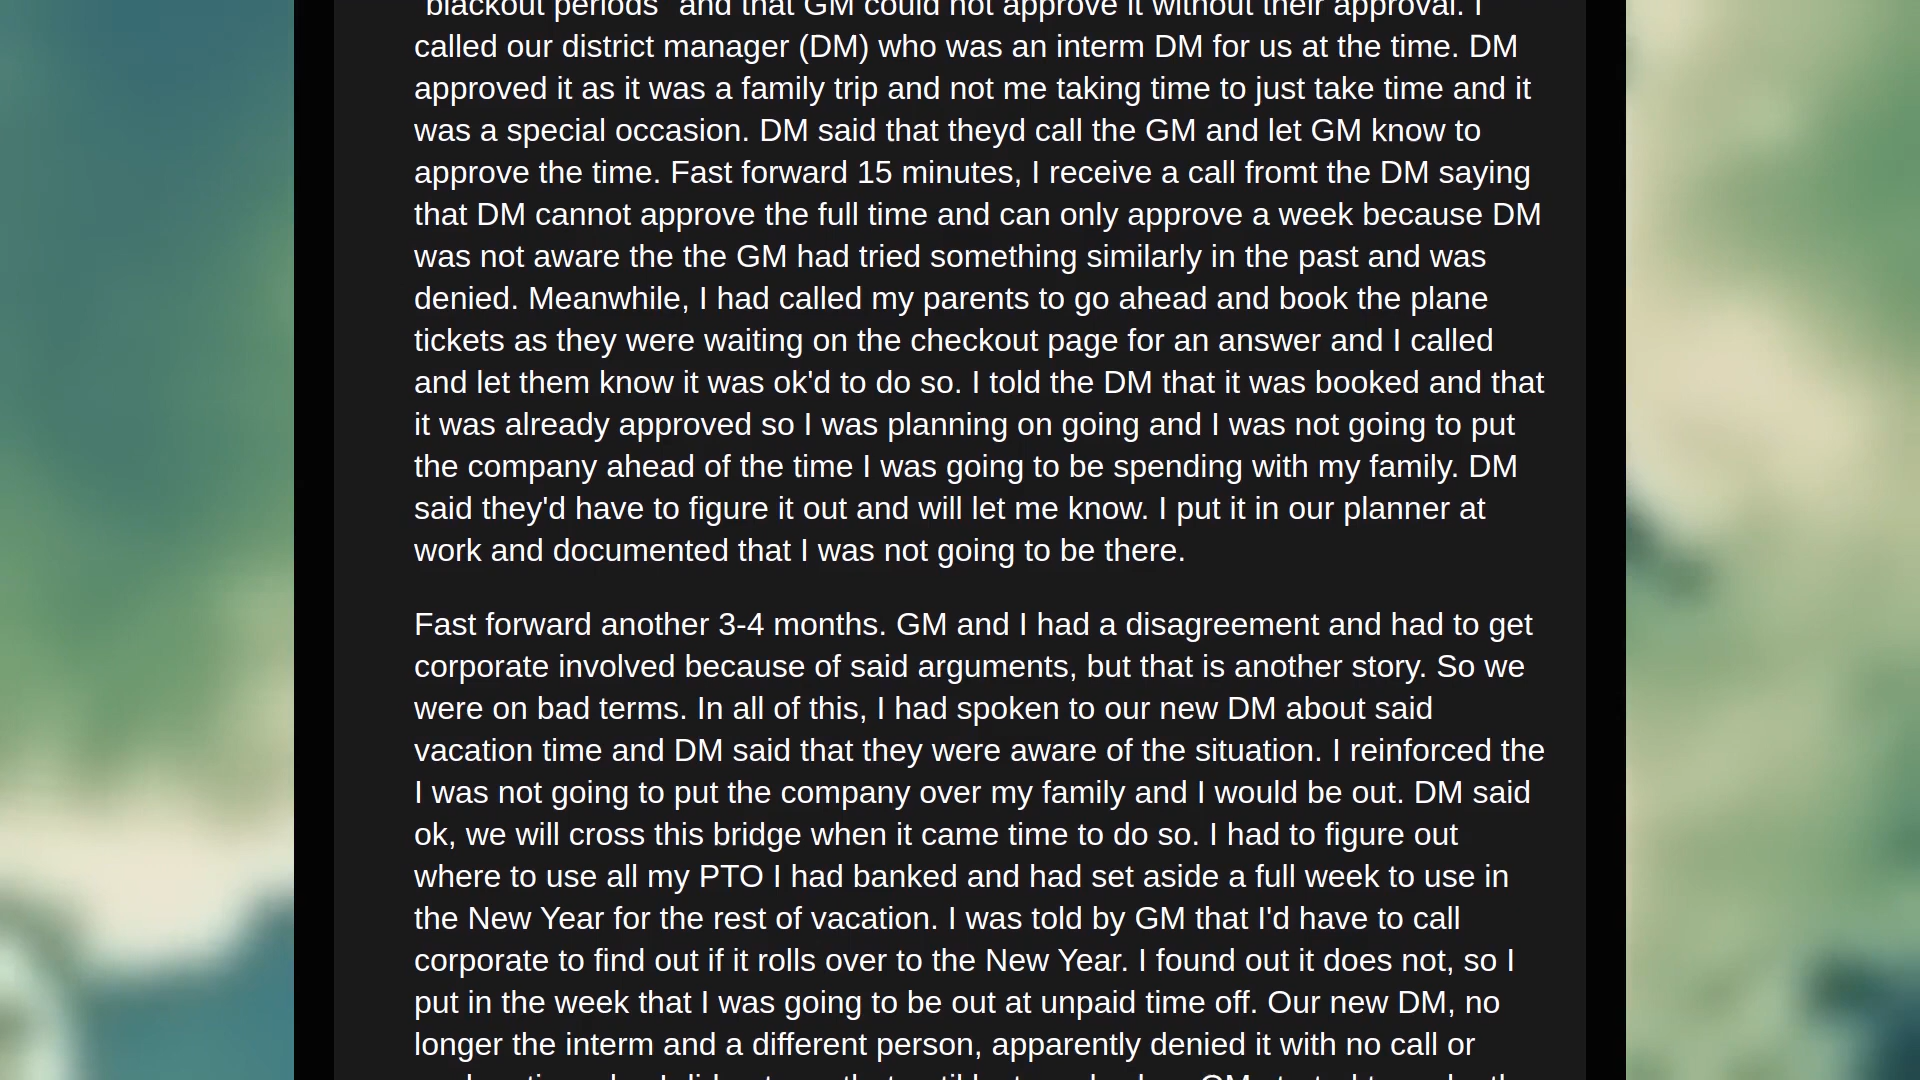 "blackout periods" and that GM could not approve it without their approval. I
called our district manager (DM) who was an interm DM for us at the time. DM
approved it as it was a family trip and not me taking time to just take time and it
was a special occasion. DM said that theyd call the GM and let GM know to
approve the time. Fast forward 15 minutes, I receive a call fromt the DM saying
that DM cannot approve the full time and can only approve a week because DM
was not aware the the GM had tried something similarly in the past and was
denied. Meanwhile, I had called my parents to go ahead and book the plane
tickets as they were waiting on the checkout page for an answer and I called
and let them know it was ok'd to do so. I told the DM that it was booked and that
it was already approved so I was planning on going and I was not going to put
the company ahead of the time I was going to be spending with my family. DM
said they'd have to figure it out and will let me know. I put it in our planner at
work and documented that I was not going to be there.
Fast forward another 3-4 months. GM and I had a disagreement and had to get
corporate involved because of said arguments, but that is another story. So we
were on bad terms. In all of this, I had spoken to our new DM about said
vacation time and DM said that they were aware of the situation. I reinforced the
I was not going to put the company over my family and I would be out. DM said
ok, we will cross this bridge when it came time to do so. I had to figure out
where to use all my PTO I had banked and had set aside a full week to use in
the New Year for the rest of vacation. I was told by GM that I'd have to call
corporate to find out if it rolls over to the New Year. I found out it does not, so I
put in the week that I was going to be out at unpaid time off. Our new DM, no
longer the interm and a different person, apparently denied it with no call or